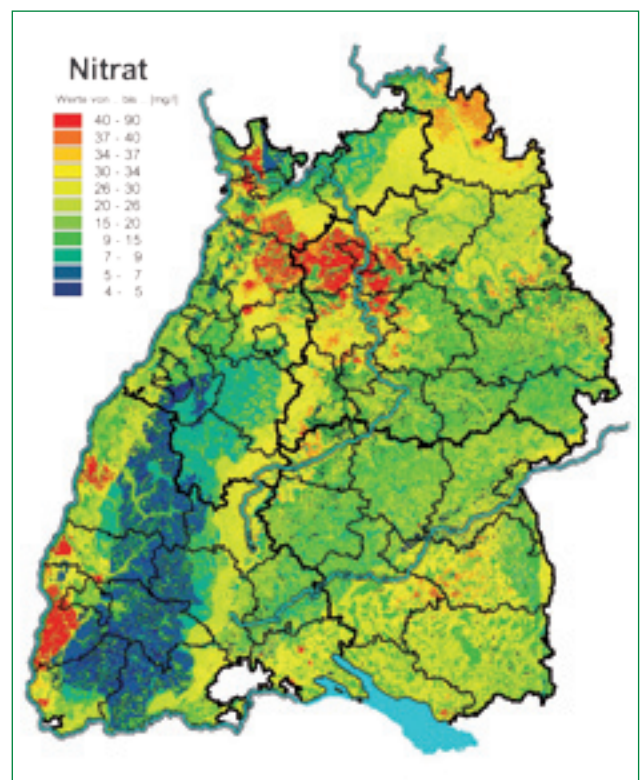 Nitrat
Werte von .. bis .. [mg/l]
40 - 90
37 - 40
34 - 37
30 - 34
26 - 30
20 - 26
15 - 20
9 - 15
7 - 9
5 - 7
4 - 5